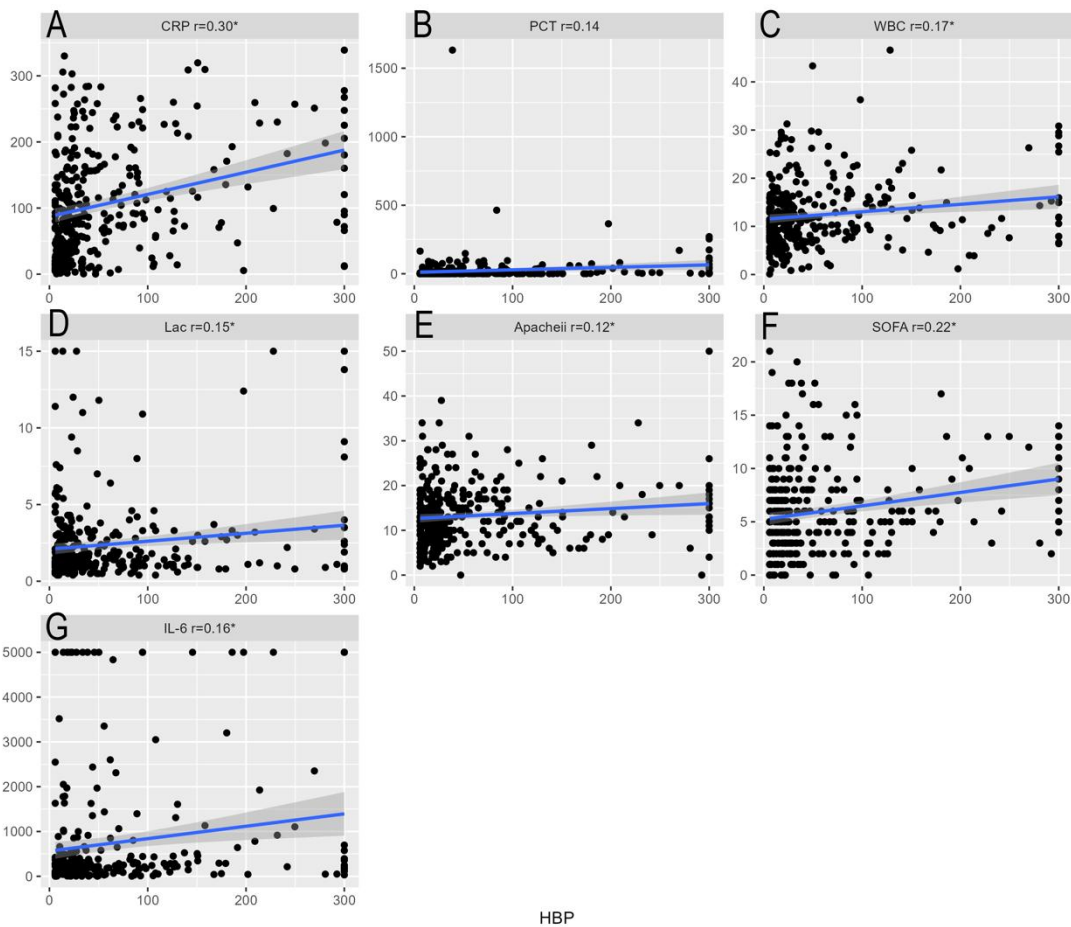 A CRP r=0.30*
300
200
100
0
0 100 200 300
B PCT r=0.14
1500
1000
500
0
0 100 200 300
C WBC r=0.17*
40
30
20
10
0
0 100 200 300
D Lac r=0.15*
15
10
5
0
0 100 200 300
E Apacheii r=0.12*
50
40
30
20
10
0
0 100 200 300
F SOFA r=0.22*
20
15
10
5
0
0 100 200 300
G IL-6 r=0.16*
5000
4000
3000
2000
1000
0
0 100 200 300
HBP